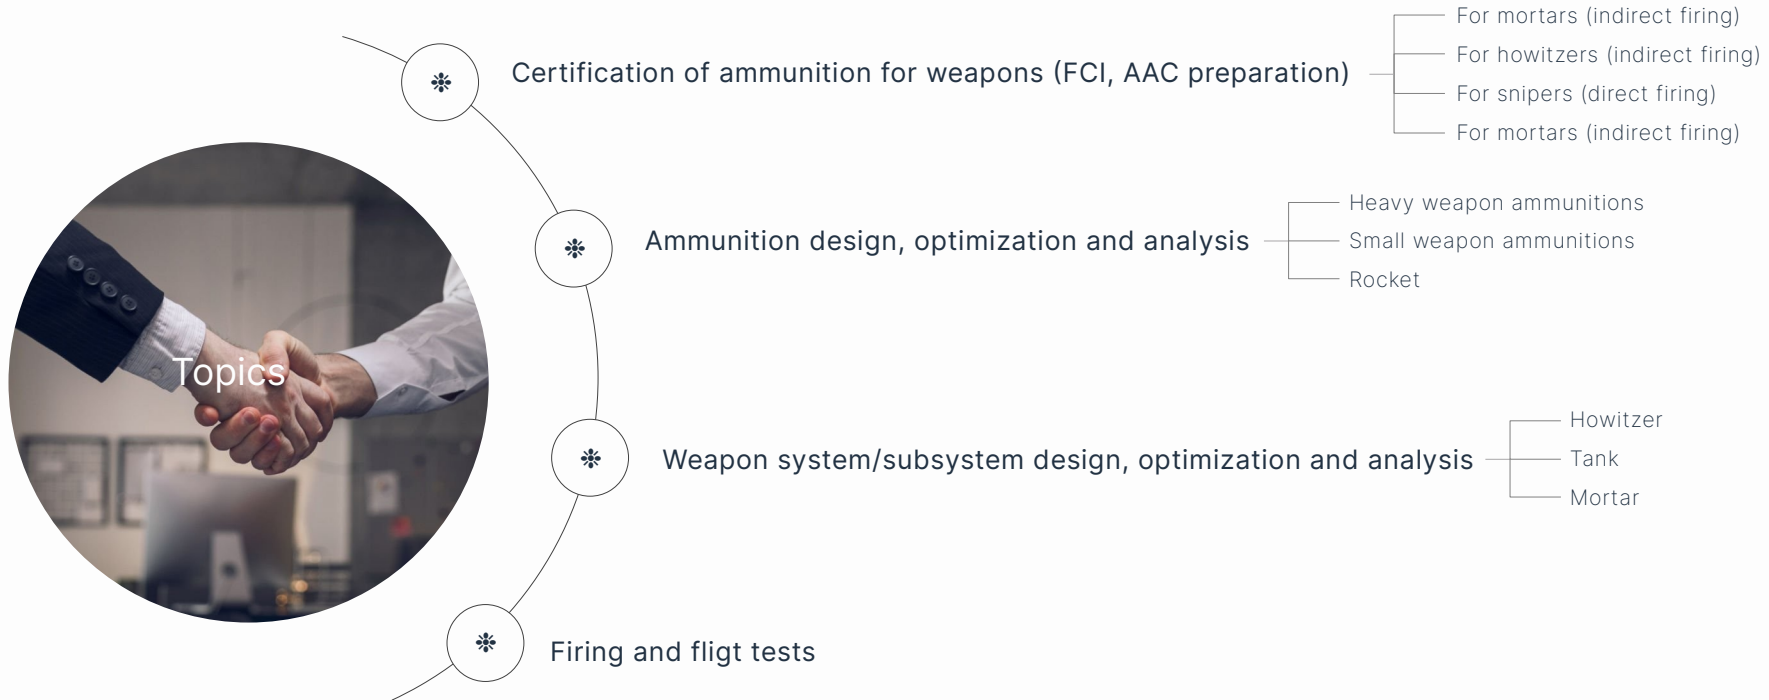 For mortars (indirect firing)
For howitzers (indirect firing)
Certification of ammunition for weapons (FCI, AAC preparation)
For snipers (direct firing)
For mortars (indirect firing)
Heavy weapon ammunitions
Ammunition design, optimization and analysis
Small weapon ammunitions
Rocket
Topics
Howitzer
Weapon system/subsystem design, optimization and analysis
Tank
Mortar
Firing and fligt tests